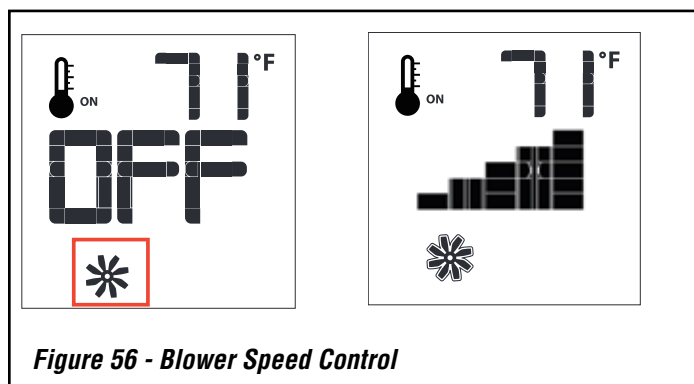 71 °F
ON
OFF
71 °F
ON
Figure 56 - Blower Speed Control